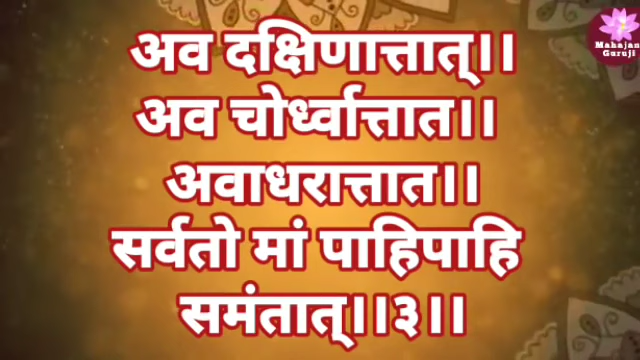 अव दक्षिणात्तात्।।
अव चोर्ध्वात्तात।।
अवाधरात्तात।।
सर्वतो मां पाहिपाहि
समंतात्।।३।।
Mahajan
Guruji